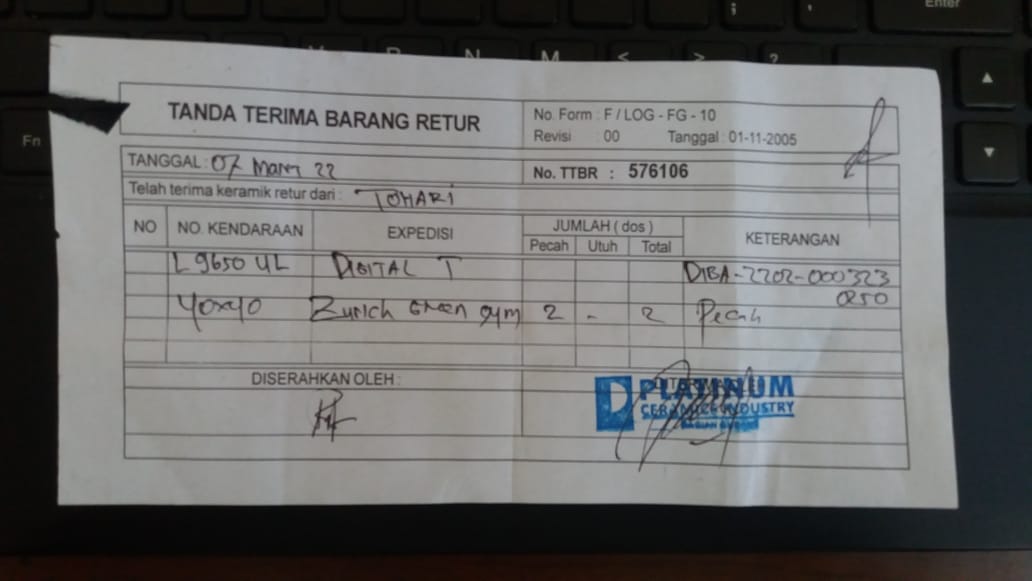 TANDA TERIMA BARANG RETUR
No. Form : F / LOG - FG - 10
Revisi : 00 Tanggal : 01-11-2005
TANGGAL : 07 Maret 22
No. TTBR : 576106
Telah terima keramik retur dari : TOHARI
NO NO. KENDARAAN EXPEDISI JUMLAH ( dos ) KETERANGAN
Pecah Utuh Total
L 9650 UL DIGITAL T DIBA-2202-000323
0250
40x40 Zurich Green 2 - 2 Pecah
DISERAHKAN OLEH :
PLATINUM
CERAMICS INDUSTRY
Enter
Fn
N
M